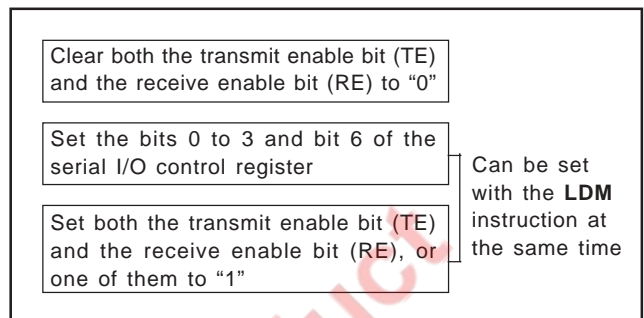 Clear both the transmit enable bit (TE)
and the receive enable bit (RE) to “0”
Set the bits 0 to 3 and bit 6 of the
serial I/O control register
Set both the transmit enable bit (TE)
and the receive enable bit (RE), or
one of them to “1”
Can be set
with the LDM
instruction at
the same time
uct